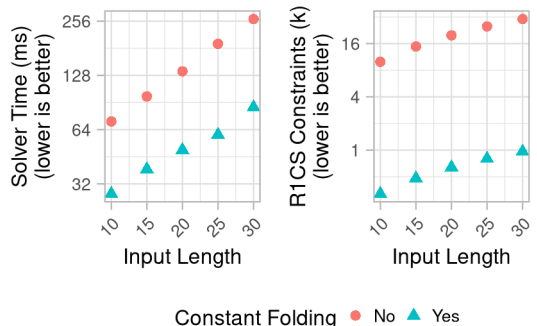 Solver Time (ms)
(lower is better)
256
128
64
32
10
15
20
25
30
Input Length
R1CS Constraints (k)
(lower is better)
16
4
1
10
15
20
25
30
Input Length
Constant Folding No Yes